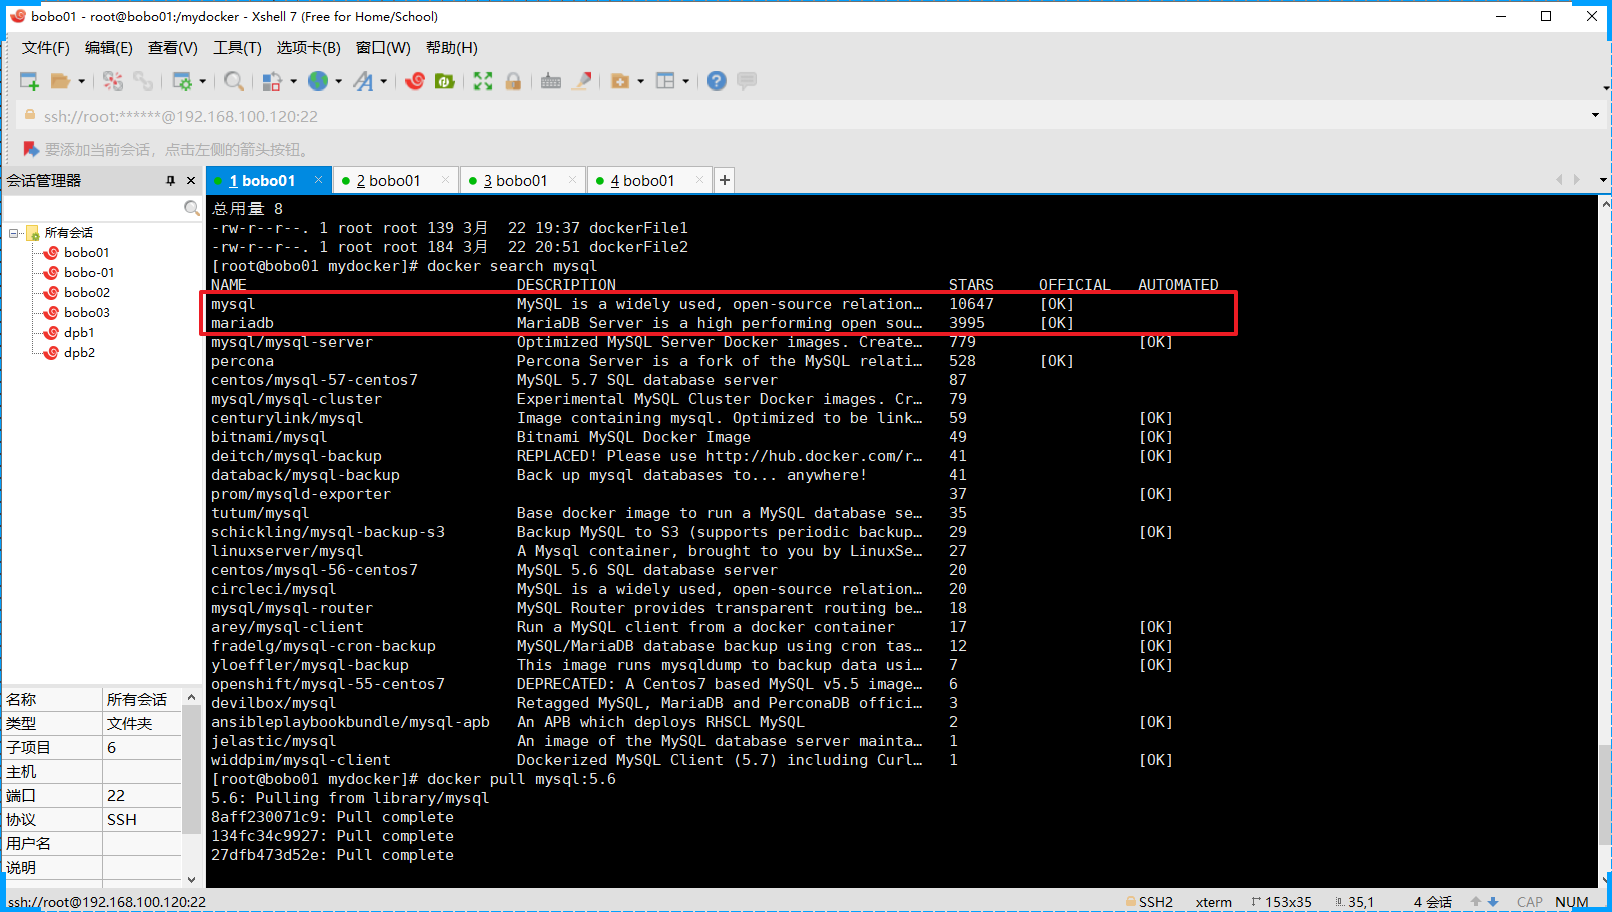 bobo01 - root@bobo01:/mydocker - Xshell 7 (Free for Home/School)
文件(F) 编辑(E) 查看(V) 工具(T) 选项卡(B) 窗口(W) 帮助(H)
ssh://root:******@192.168.100.120:22
要添加当前会话，点击左侧的箭头按钮。
会话管理器
1 bobo01 2 bobo01 3 bobo01 4 bobo01
所有会话
bobo01
bobo-01
bobo02
bobo03
dpb1
dpb2
名称 所有会话
类型 文件夹
子项目 6
主机
端口 22
协议 SSH
用户名
说明
总用量 8
-rw-r--r--. 1 root root 139 3月  22 19:37 dockerFile1
-rw-r--r--. 1 root root 184 3月  22 20:51 dockerFile2
[root@bobo01 mydocker]# docker search mysql
NAME DESCRIPTION STARS OFFICIAL AUTOMATED
mysql MySQL is a widely used, open-source relation… 10647 [OK]
mariadb MariaDB Server is a high performing open sou… 3995 [OK]
mysql/mysql-server Optimized MySQL Server Docker images. Create… 779 [OK]
percona Percona Server is a fork of the MySQL relati… 528 [OK]
centos/mysql-57-centos7 MySQL 5.7 SQL database server 87
mysql/mysql-cluster Experimental MySQL Cluster Docker images. Cr… 79
centurylink/mysql Image containing mysql. Optimized to be link… 59 [OK]
bitnami/mysql Bitnami MySQL Docker Image 49 [OK]
deitch/mysql-backup REPLACED! Please use http://hub.docker.com/r… 41 [OK]
databack/mysql-backup Back up mysql databases to... anywhere! 41
prom/mysqld-exporter 37 [OK]
tutum/mysql Base docker image to run a MySQL database se… 35
schickling/mysql-backup-s3 Backup MySQL to S3 (supports periodic backup… 29 [OK]
linuxserver/mysql A Mysql container, brought to you by LinuxSe… 27
centos/mysql-56-centos7 MySQL 5.6 SQL database server 20
circleci/mysql MySQL is a widely used, open-source relation… 20
mysql/mysql-router MySQL Router provides transparent routing be… 18
arey/mysql-client Run a MySQL client from a docker container 17 [OK]
fradelg/mysql-cron-backup MySQL/MariaDB database backup using cron tas… 12 [OK]
yloeffler/mysql-backup This image runs mysqldump to backup data usi… 7 [OK]
openshift/mysql-55-centos7 DEPRECATED: A Centos7 based MySQL v5.5 image… 6
devilbox/mysql Retagged MySQL, MariaDB and PerconaDB offici… 3
ansibleplaybookbundle/mysql-apb An APB which deploys RHSCL MySQL 2 [OK]
jelastic/mysql An image of the MySQL database server mainta… 1
widdpim/mysql-client Dockerized MySQL Client (5.7) including Curl… 1 [OK]
[root@bobo01 mydocker]# docker pull mysql:5.6
5.6: Pulling from library/mysql
8aff230071c9: Pull complete
134fc34c9927: Pull complete
27dfb473d52e: Pull complete
ssh://root@192.168.100.120:22 SSH2 xterm 153x35 35,1 4 会话 CAP NUM